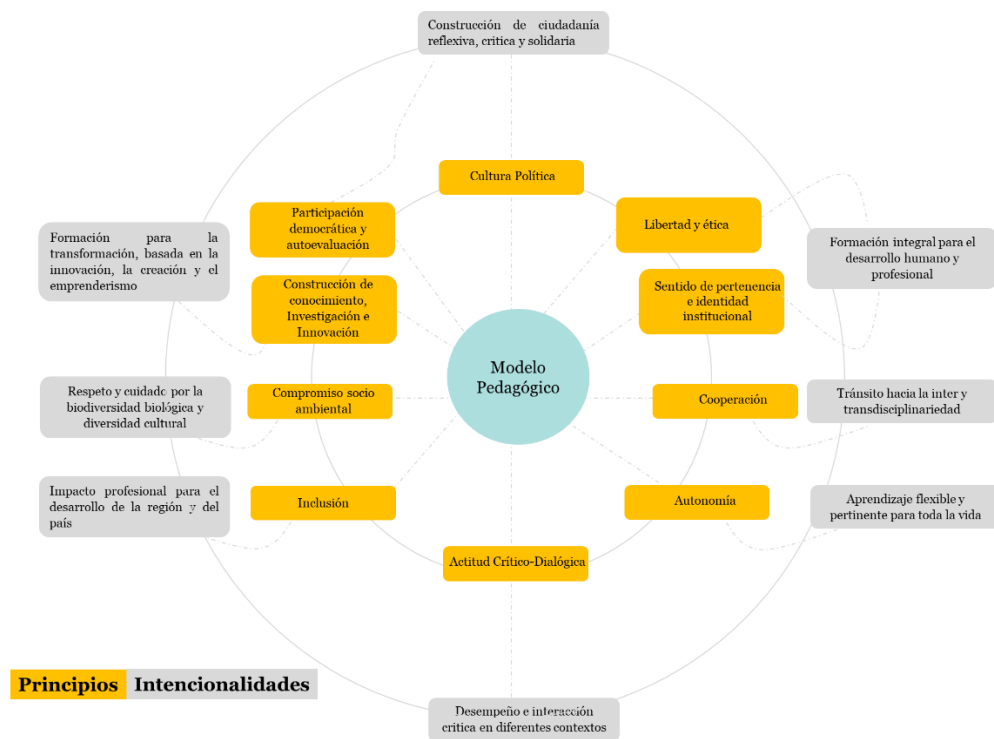 Construcción de ciudadanía
reflexiva, critica y solidaria
Cultura Política
Participación
democrática y
autoevaluación
Libertad y ética
Formación para la
transformación, basada en la
innovación, la creación y el
emprenderismo
Formación integral para el
desarrollo humano y
profesional
Construcción de
conocimiento,
Investigación e
Innovación
Sentido de pertenencia
e identidad
institucional
Modelo
Pedagógico
Respeto y cuidado por la
biodiversidad biológica y
diversidad cultural
Compromiso socio
ambiental
Cooperación
Tránsito hacia la inter y
transdisciplinariedad
Impacto profesional para el
desarrollo de la región y del
país
Inclusión
Autonomía
Aprendizaje flexible y
pertinente para toda la vida
Actitud Crítico-Dialógica
Principios Intencionalidades
Desempeño e interacción
critica en diferentes contextos